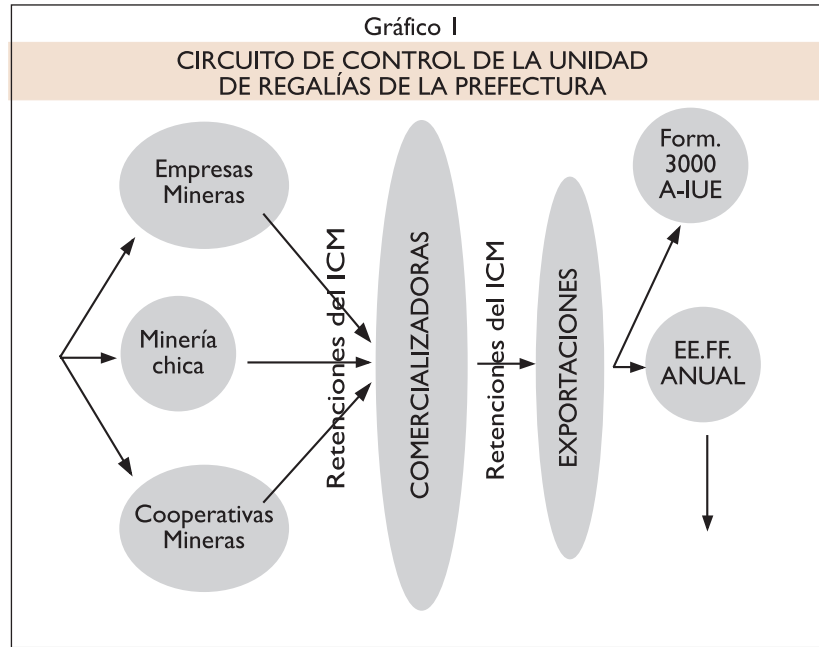 Gráfico 1
CIRCUITO DE CONTROL DE LA UNIDAD
DE REGALÍAS DE LA PREFECTURA
Empresas
Mineras
Minería
chica
Cooperativas
Mineras
Retenciones del ICM
COMERCIALIZADORAS
Retenciones del ICM
EXPORTACIONES
Form.
3000
A-IUE
EE.FF.
ANUAL